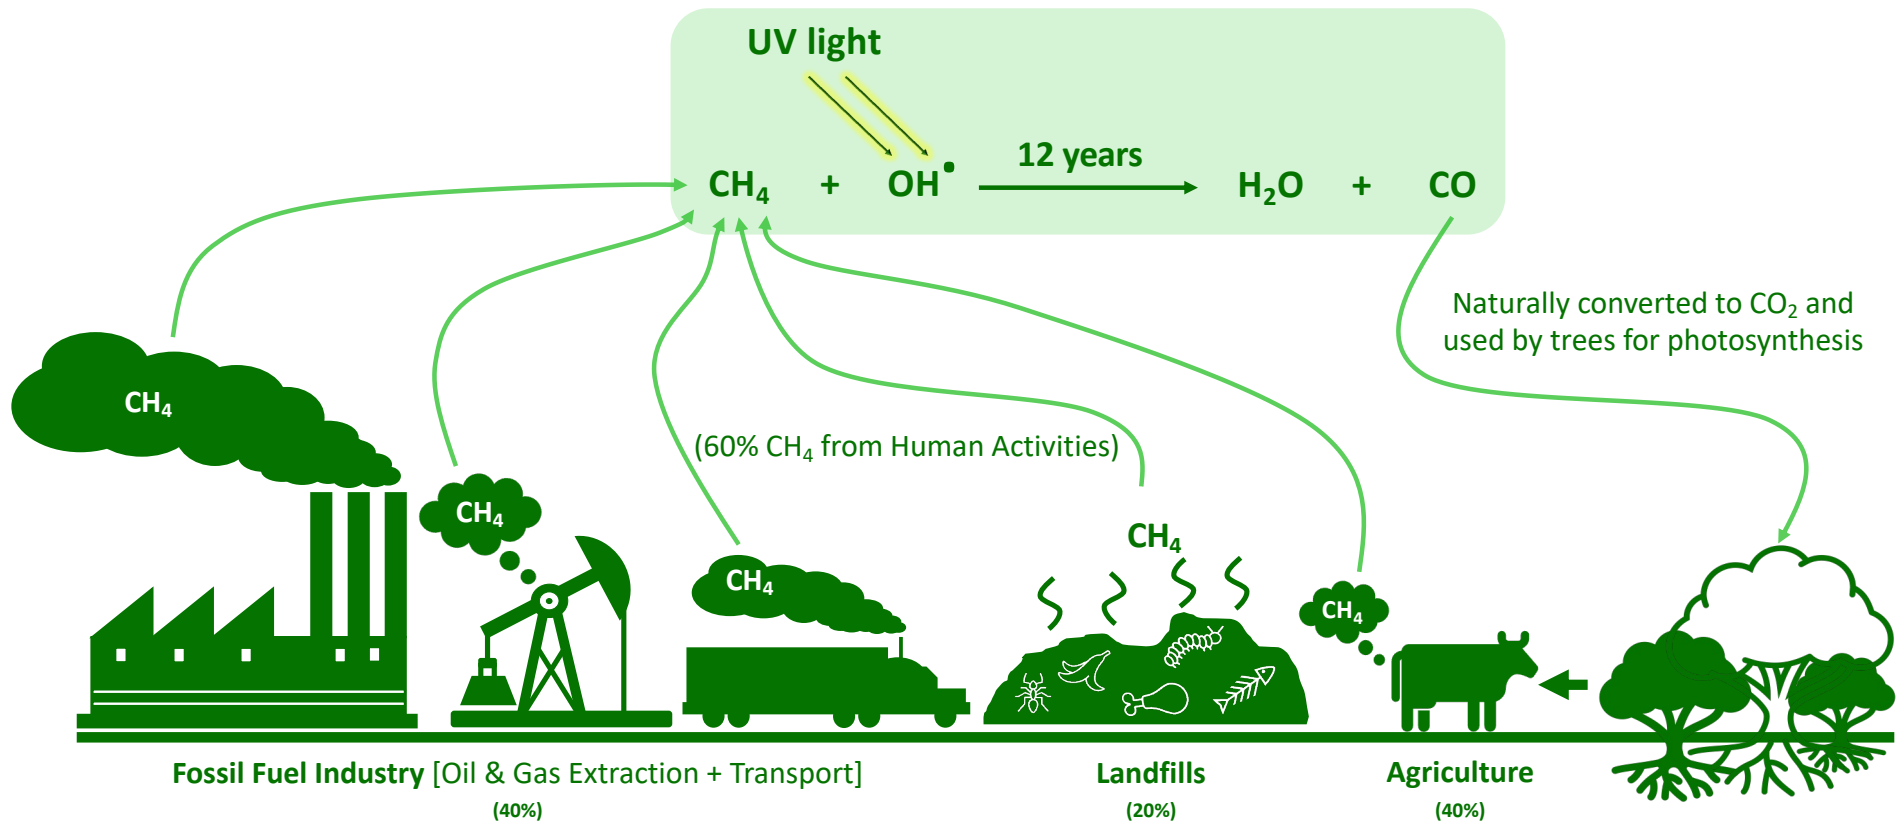 UV light
12 years
CH₄ + OH• H₂O + CO
Naturally converted to CO₂ and
used by trees for photosynthesis
CH₄
(60% CH₄ from Human Activities)
CH₄
CH₄
CH₄
CH₄
Fossil Fuel Industry [Oil & Gas Extraction + Transport]
(40%)
Landfills
(20%)
Agriculture
(40%)